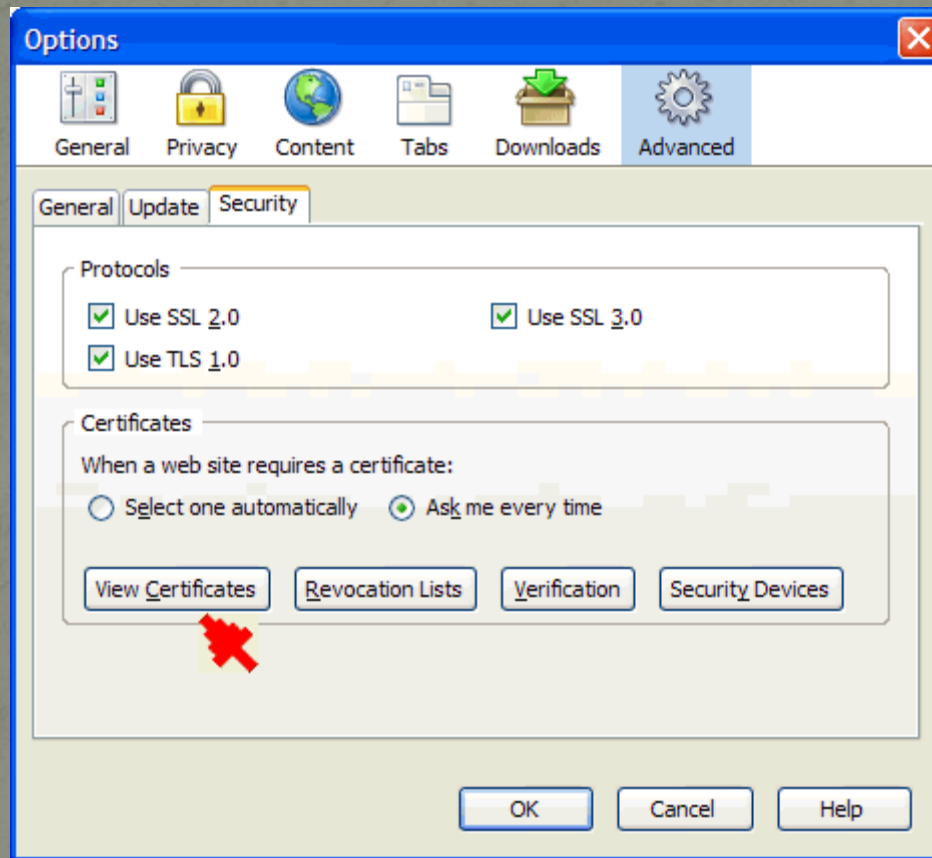 Options
General Privacy Content Tabs Downloads Advanced
General Update Security
Protocols
Use SSL 2.0 Use SSL 3.0
Use TLS 1.0
Certificates
When a web site requires a certificate:
Select one automatically Ask me every time
View Certificates Revocation Lists Verification Security Devices
OK Cancel Help